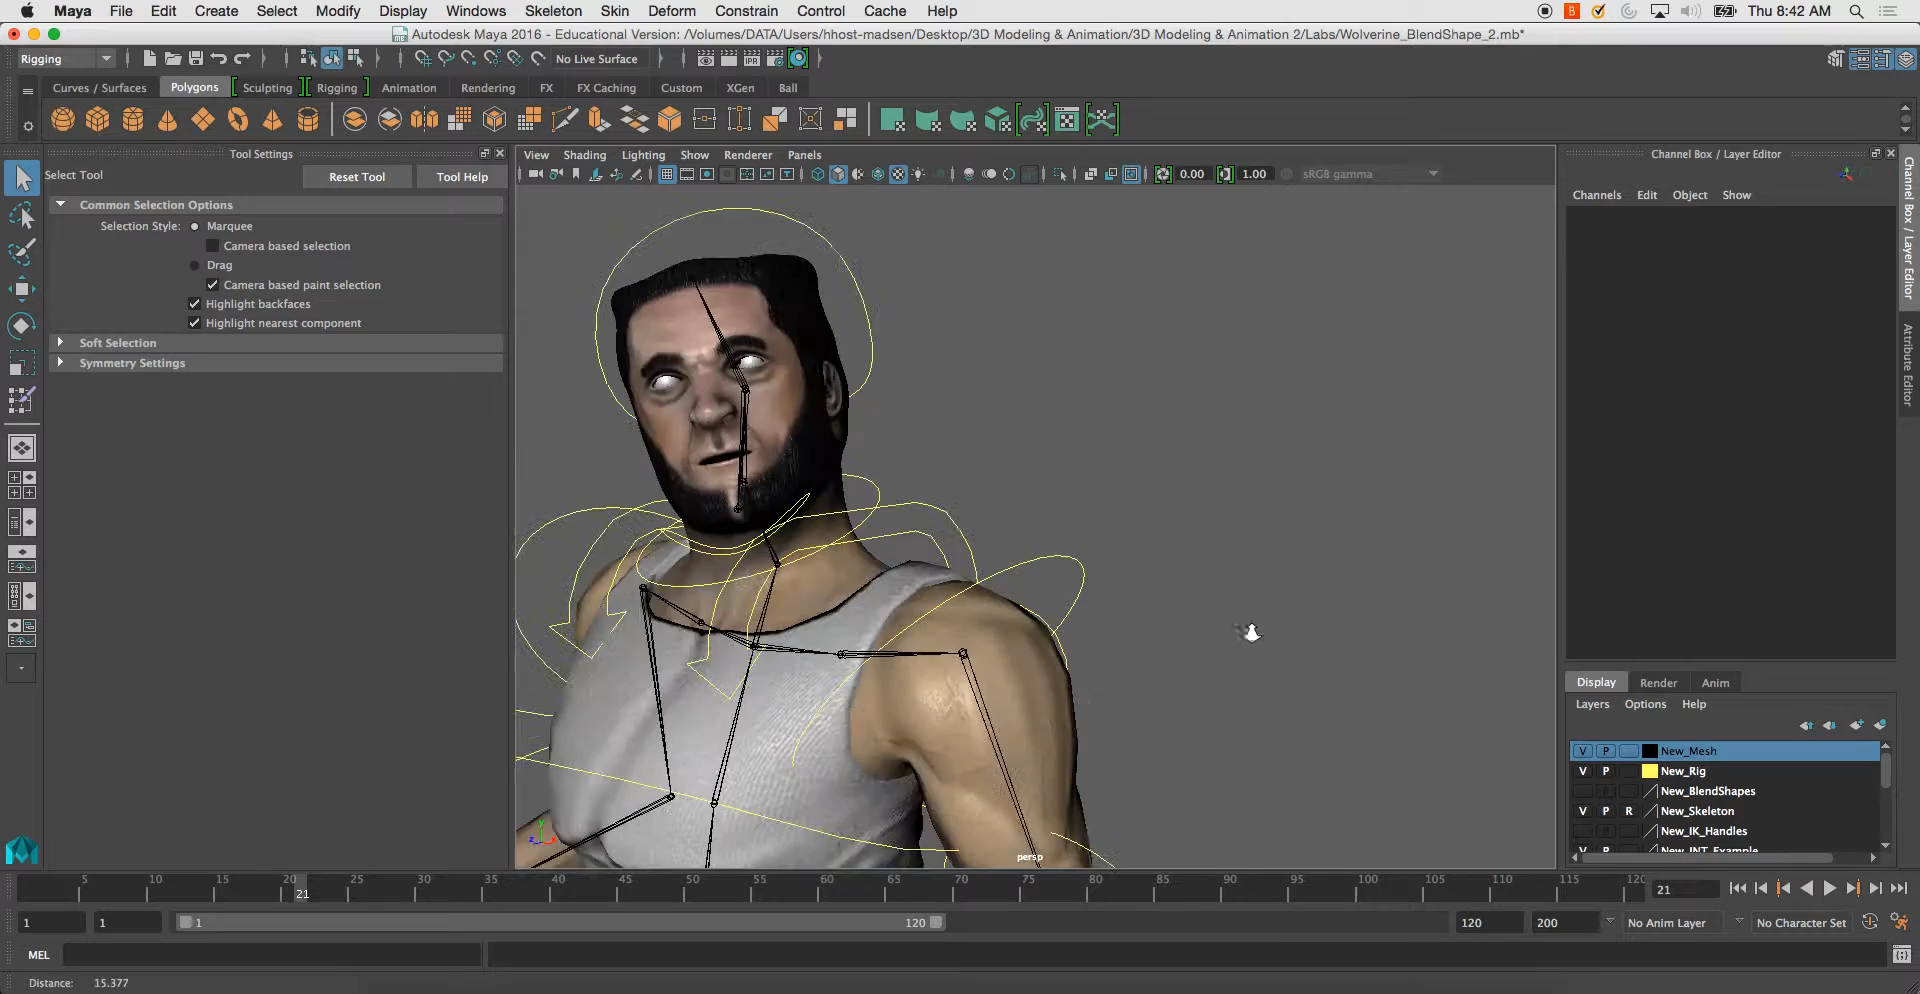 Maya File Edit Create Select Modify Display Windows Skeleton Skin Deform Constrain Control Cache Help Thu 8:42 AM
Autodesk Maya 2016 - Educational Version: /Volumes/DATA/Users/hhost-madsen/Desktop/3D Modeling & Animation/3D Modeling & Animation 2/Labs/Wolverine_BlendShape_2.mb*
Rigging No Live Surface
Curves / Surfaces Polygons Sculpting Rigging Animation Rendering FX FX Caching Custom XGen Ball
Tool Settings
Select Tool Reset Tool Tool Help
Common Selection Options
Selection Style: Marquee
Camera based selection
Drag
Camera based paint selection
Highlight backfaces
Highlight nearest component
Soft Selection
Symmetry Settings
View Shading Lighting Show Renderer Panels
0.00 1.00 sRGB gamma
persp
Channel Box / Layer Editor
Channels Edit Object Show
Channel Box / Layer Editor
Attribute Editor
Display Render Anim
Layers Options Help
V P New_Mesh
V P New_Rig
New_BlendShapes
V P R New_Skeleton
New_IK_Handles
V P New_INT_Example
5 10 15 20 25 30 35 40 45 50 55 60 65 70 75 80 85 90 95 100 105 110 115 120
21 21
1 1 1 120 120 200 No Anim Layer No Character Set
MEL
Distance: 15.377